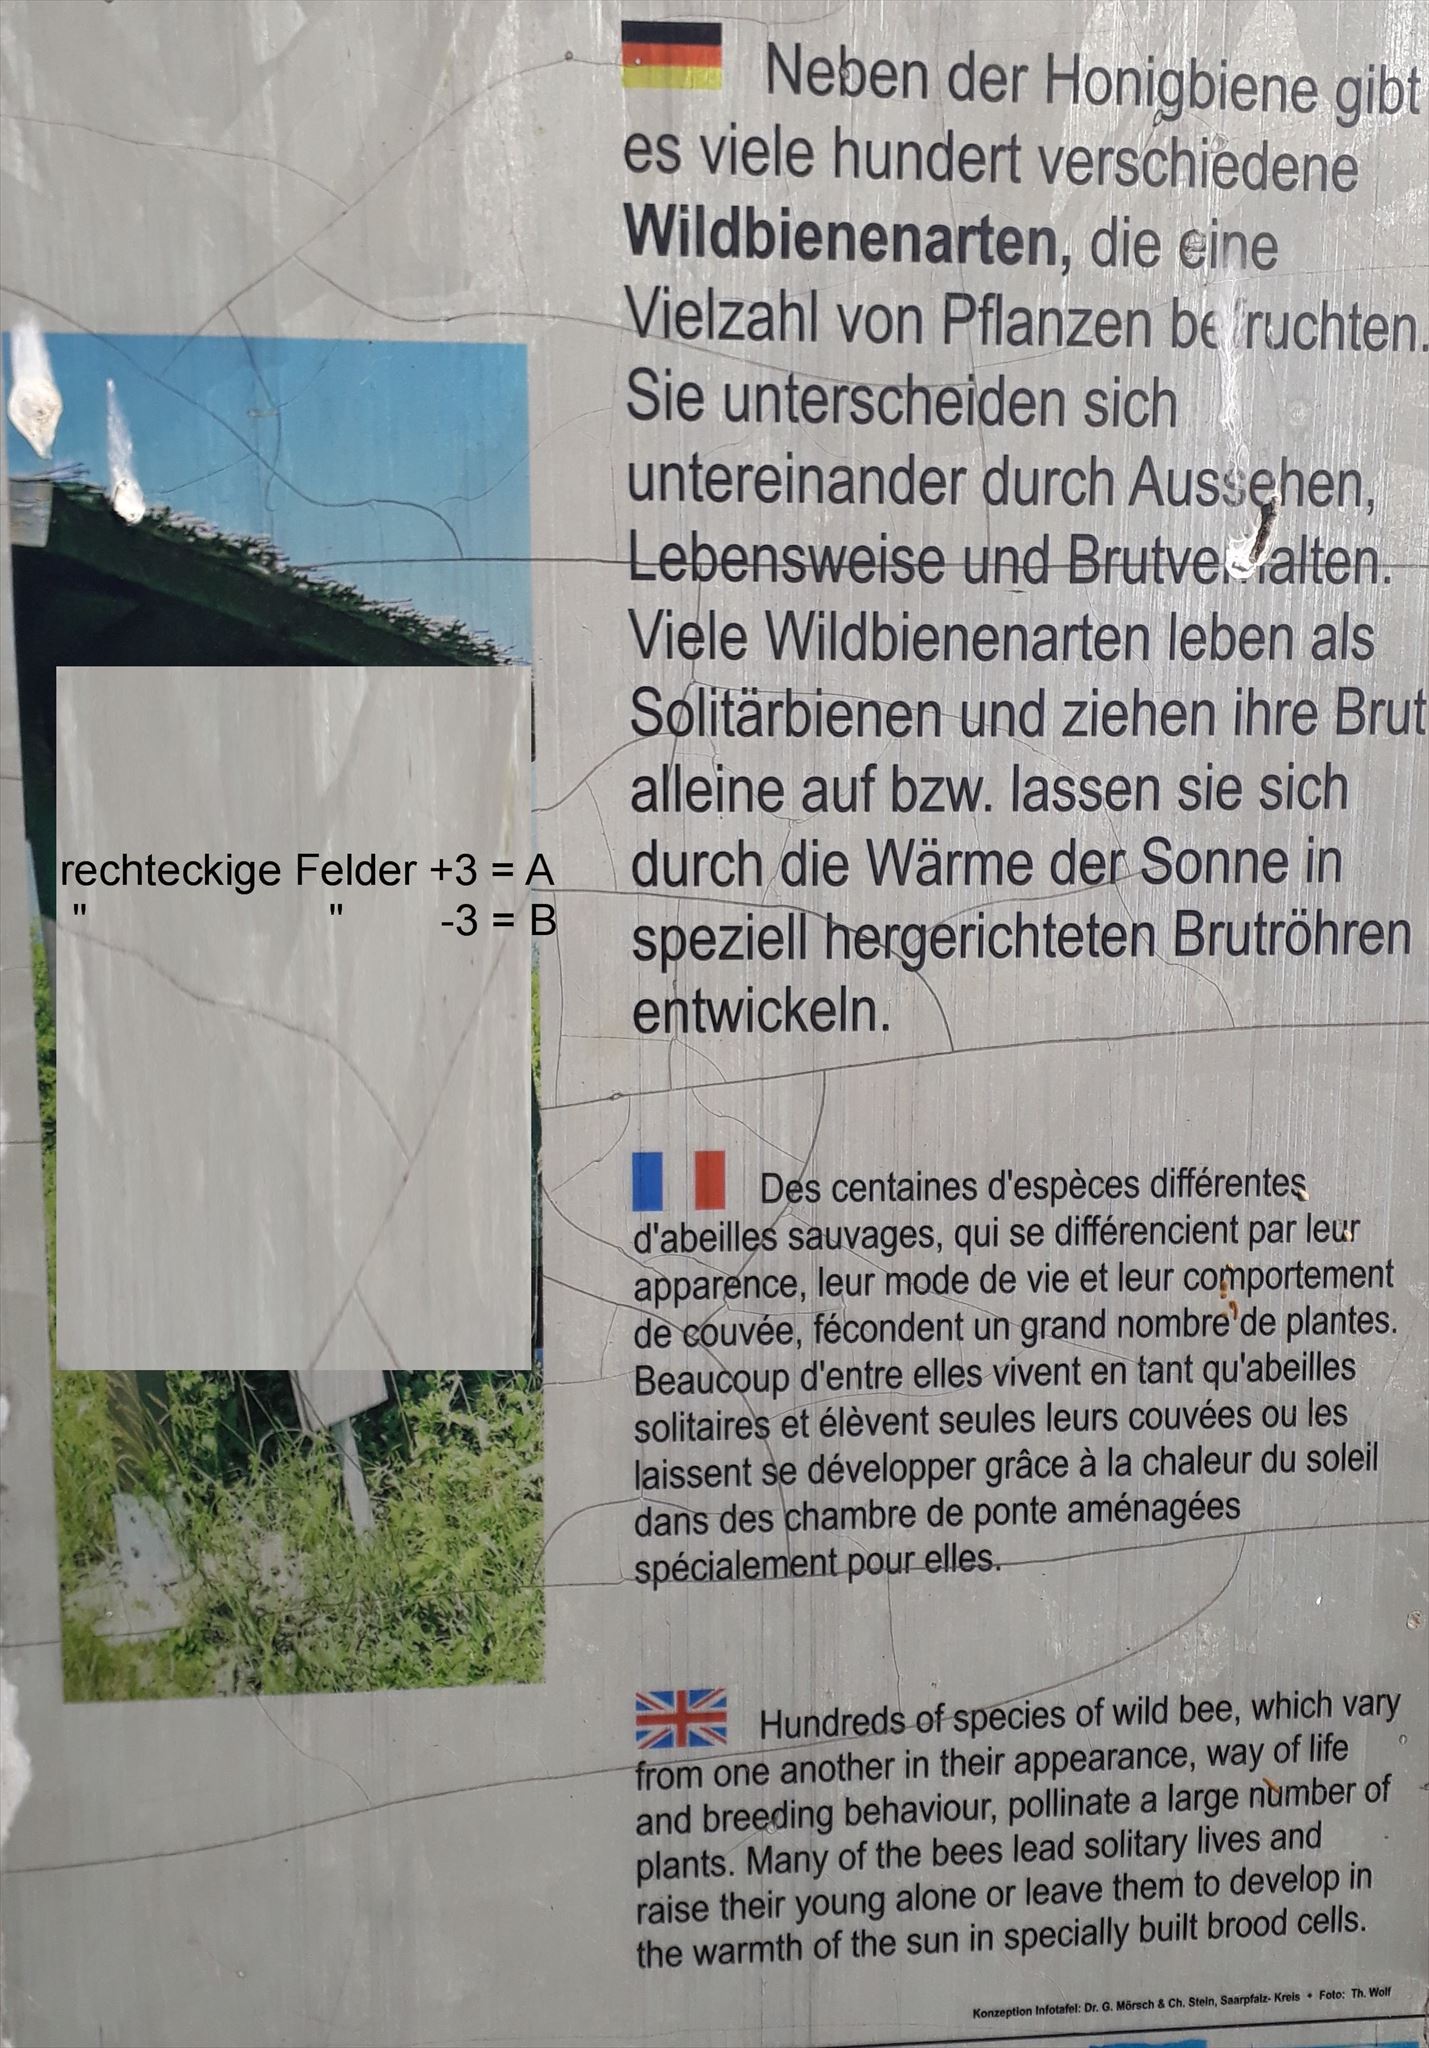 Neben der Honigbiene gibt
es viele hundert verschiedene
Wildbienenarten, die eine
Vielzahl von Pflanzen befruchten.
Sie unterscheiden sich
untereinander durch Aussehen,
Lebensweise und Brutverhalten.
Viele Wildbienenarten leben als
Solitärbienen und ziehen ihre Brut
alleine auf bzw. lassen sie sich
durch die Wärme der Sonne in
speziell hergerichteten Brutröhren
entwickeln.
rechteckige Felder +3 = A
" " -3 = B
Des centaines d'espèces différentes
d'abeilles sauvages, qui se différencient par leur
apparence, leur mode de vie et leur comportement
de couvée, fécondent un grand nombre de plantes.
Beaucoup d'entre elles vivent en tant qu'abeilles
solitaires et élèvent seules leurs couvées ou les
laissent se développer grâce à la chaleur du soleil
dans des chambre de ponte aménagées
spécialement pour elles.
Hundreds of species of wild bee, which vary
from one another in their appearance, way of life
and breeding behaviour, pollinate a large number of
plants. Many of the bees lead solitary lives and
raise their young alone or leave them to develop in
the warmth of the sun in specially built brood cells.
Konzeption Infotafel: Dr. G. Mörsch & Ch. Stein, Saarpfalz- Kreis • Foto: Th. Wolf